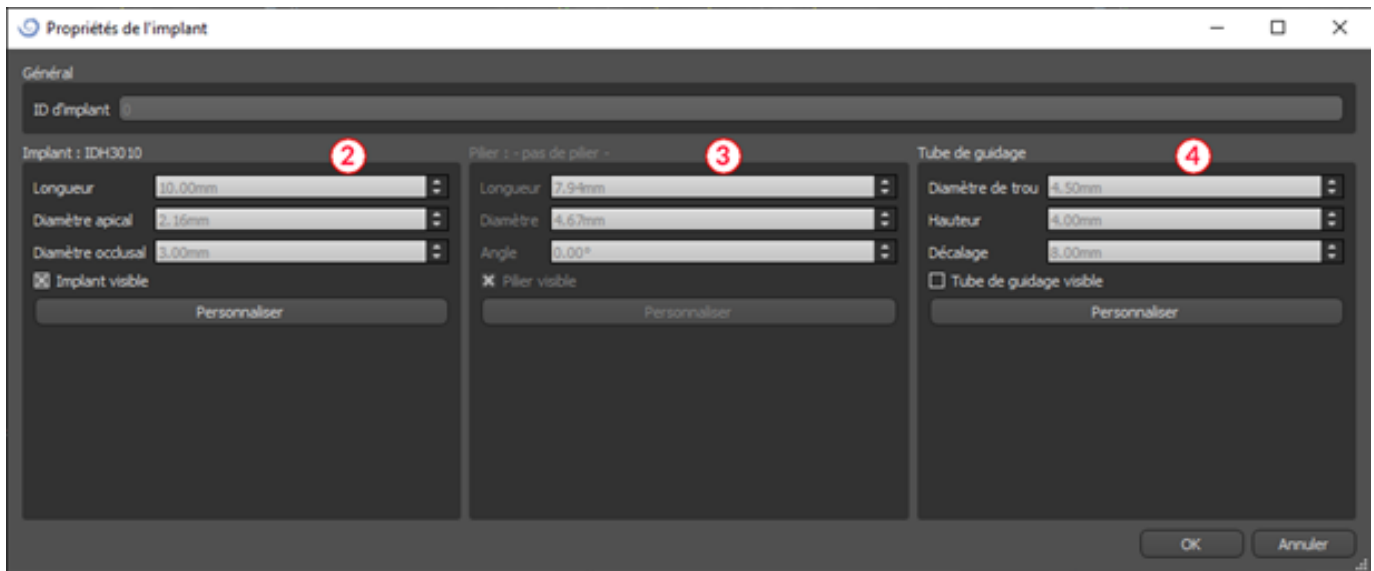 Propriétés de l'implant
Général
ID d'implant 0
Implant : IDH3010 2
Longueur 10.00mm
Diamètre apical 2.16mm
Diamètre occlusal 3.00mm
Implant visible
Personnaliser
Pilier : - pas de pilier - 3
Longueur 7.94mm
Diamètre 4.67mm
Angle 0.00°
Pilier visible
Personnaliser
Tube de guidage 4
Diamètre de trou 4.50mm
Hauteur 4.00mm
Décalage 8.00mm
Tube de guidage visible
Personnaliser
OK Annuler